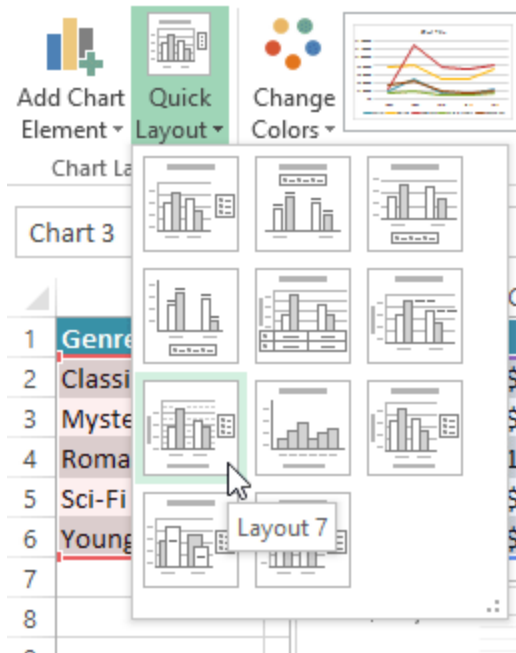 Add Chart
Element
Quick
Layout
Change
Colors
Chart La
Chart 3
1 Genre
2 Classi
3 Myste
4 Roma
5 Sci-Fi
6 Young
7
8
Layout 7